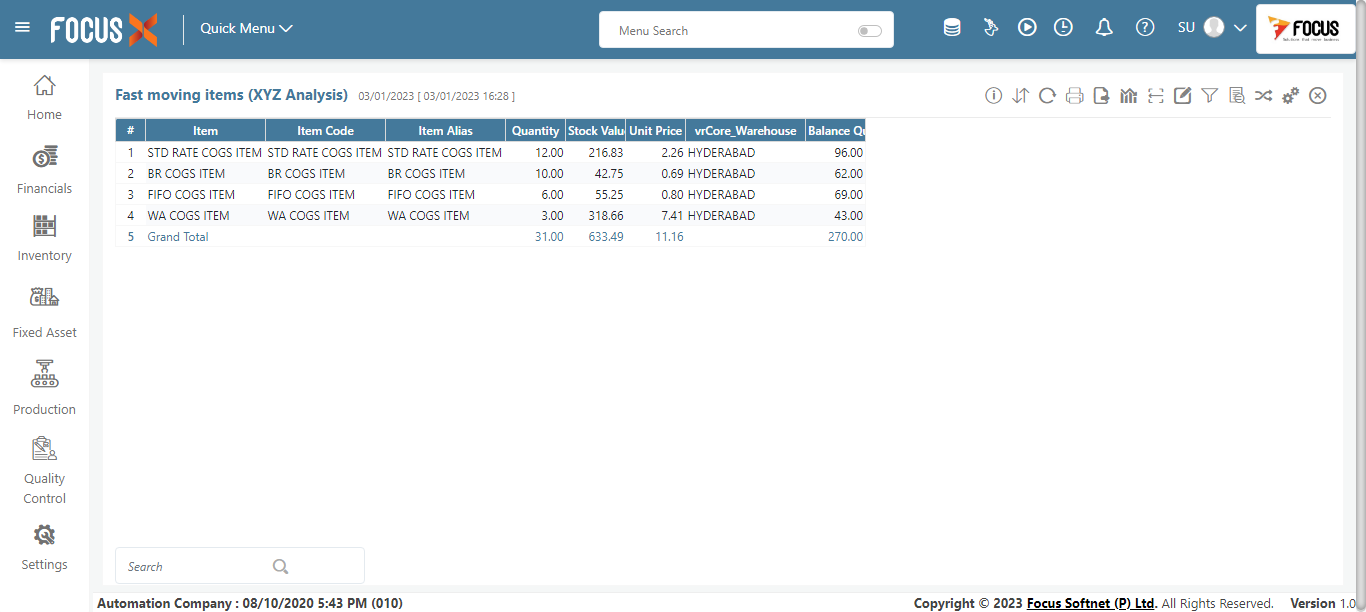 FOCUS X
Quick Menu
Menu Search
SU
FOCUS
Fast moving items (XYZ Analysis) 03/01/2023 [ 03/01/2023 16:28 ]
Home
Financials
Inventory
Fixed Asset
Production
Quality
Control
Settings
# Item Item Code Item Alias Quantity Stock Valu Unit Price vrCore_Warehouse Balance Qu
1 STD RATE COGS ITEM STD RATE COGS ITEM STD RATE COGS ITEM 12.00 216.83 2.26 HYDERABAD 96.00
2 BR COGS ITEM BR COGS ITEM BR COGS ITEM 10.00 42.75 0.69 HYDERABAD 62.00
3 FIFO COGS ITEM FIFO COGS ITEM FIFO COGS ITEM 6.00 55.25 0.80 HYDERABAD 69.00
4 WA COGS ITEM WA COGS ITEM WA COGS ITEM 3.00 318.66 7.41 HYDERABAD 43.00
5 Grand Total 31.00 633.49 11.16 270.00
Search
Automation Company : 08/10/2020 5:43 PM (010)
Copyright © 2023 Focus Softnet (P) Ltd. All Rights Reserved. Version 1.0